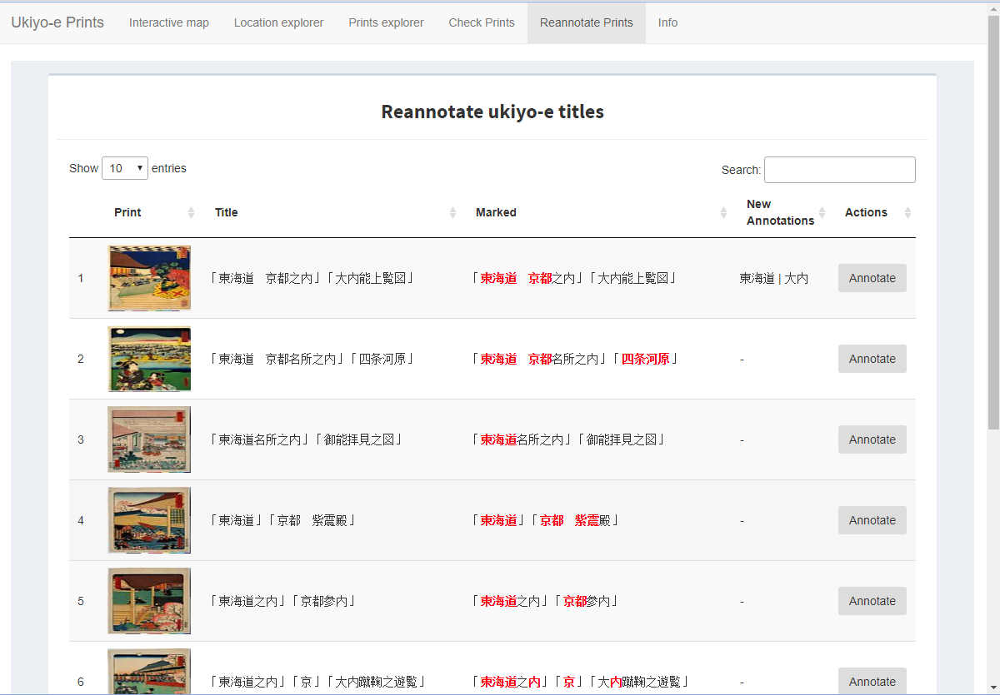 Ukiyo-e Prints Interactive map Location explorer Prints explorer Check Prints Reannotate Prints Info
Reannotate ukiyo-e titles
Show 10 entries Search:
Print Title Marked New Annotations Actions
1 「東海道　京都之内」「大内能上覧図」 「東海道　京都之内」「大内能上覧図」 東海道 | 大内 Annotate
2 「東海道　京都名所之内」「四条河原」 「東海道　京都名所之内」「四条河原」 - Annotate
3 「東海道名所之内」「御能拝見之図」 「東海道名所之内」「御能拝見之図」 - Annotate
4 「東海道」「京都　紫震殿」 「東海道」「京都　紫震殿」 - Annotate
5 「東海道之内」「京都参内」 「東海道之内」「京都参内」 - Annotate
6 「東海道之内」「京」「大内蹴鞠之遊覧」 「東海道之内」「京」「大内蹴鞠之遊覧」 - Annotate